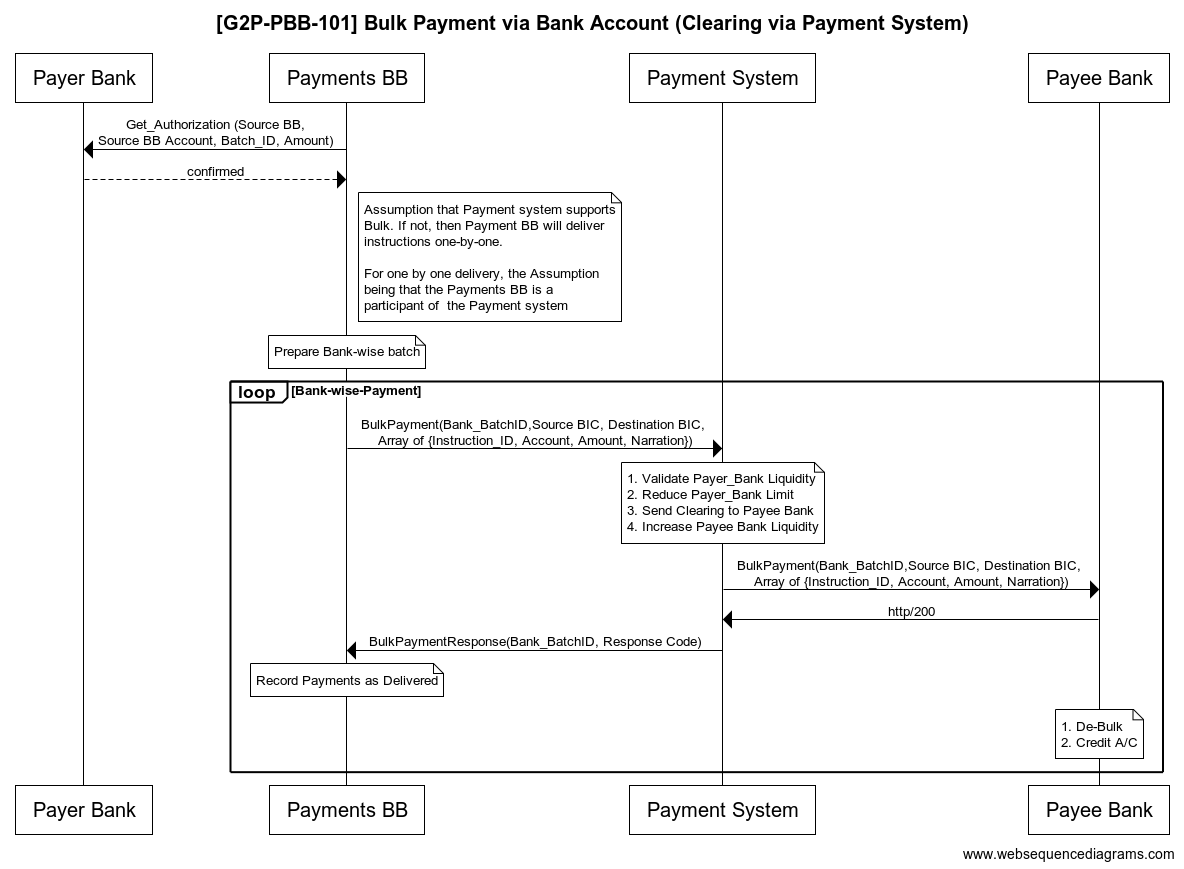 [G2P-PBB-101] Bulk Payment via Bank Account (Clearing via Payment System)
Payer Bank
Payments BB
Payment System
Payee Bank
Get_Authorization (Source BB,
Source BB Account, Batch_ID, Amount)
confirmed
Assumption that Payment system supports
Bulk. If not, then Payment BB will deliver
instructions one-by-one.
For one by one delivery, the Assumption
being that the Payments BB is a
participant of  the Payment system
Prepare Bank-wise batch
loop
[Bank-wise-Payment]
BulkPayment(Bank_BatchID,Source BIC, Destination BIC,
Array of {Instruction_ID, Account, Amount, Narration})
1. Validate Payer_Bank Liquidity
2. Reduce Payer_Bank Limit
3. Send Clearing to Payee Bank
4. Increase Payee Bank Liquidity
BulkPayment(Bank_BatchID,Source BIC, Destination BIC,
Array of {Instruction_ID, Account, Amount, Narration})
http/200
BulkPaymentResponse(Bank_BatchID, Response Code)
Record Payments as Delivered
1. De-Bulk
2. Credit A/C
Payer Bank
Payments BB
Payment System
Payee Bank
www.websequencediagrams.com